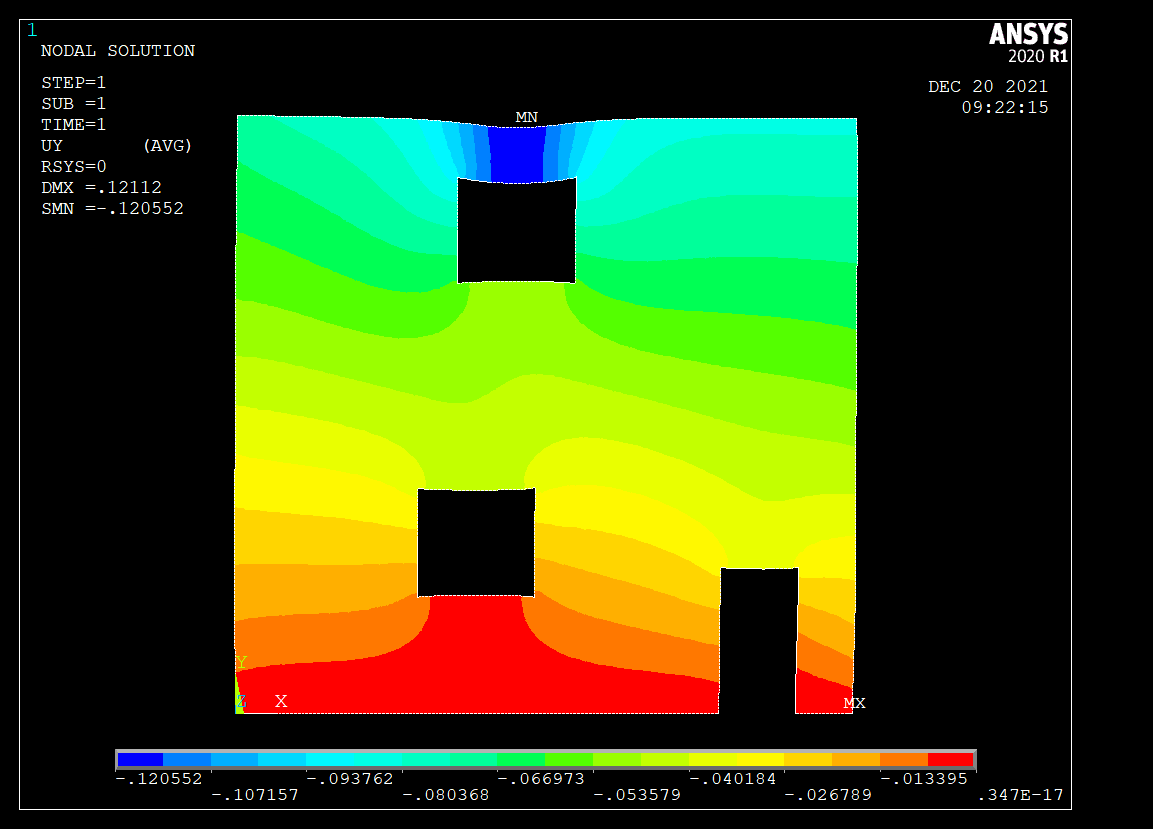 1
ANSYS
2020 R1
NODAL SOLUTION
DEC 20 2021
09:22:15
STEP=1
SUB =1
TIME=1
UY (AVG)
RSYS=0
DMX =.12112
SMN =-.120552
MN
Y
Z X
MX
-.120552 -.093762 -.066973 -.040184 -.013395
-.107157 -.080368 -.053579 -.026789 .347E-17